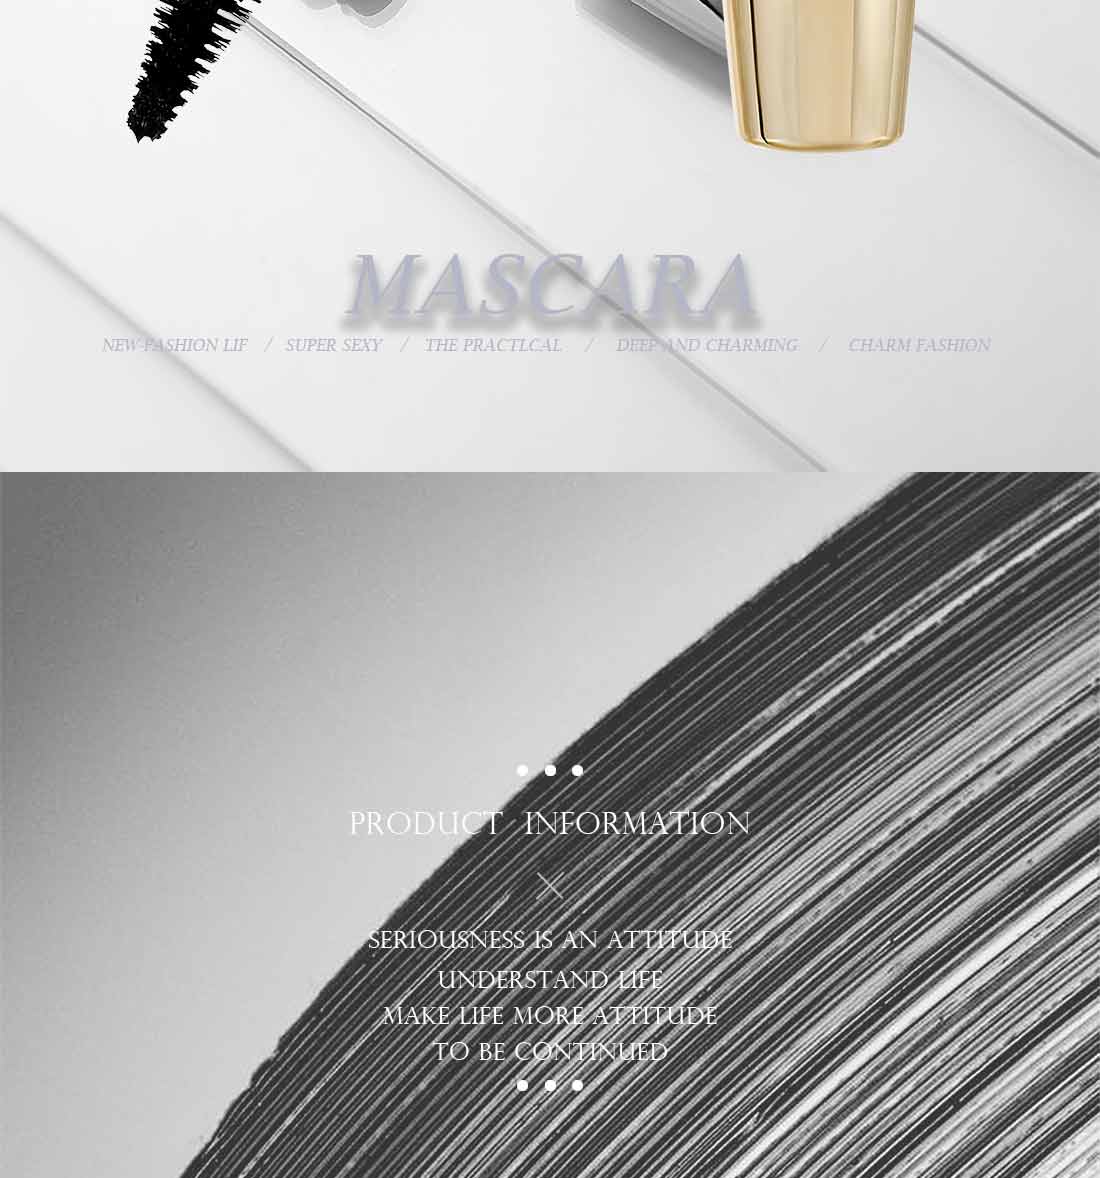 MASCARA
NEW-FASHION LIF / SUPER SEXY / THE PRACTLCAL / DEEP AND CHARMING / CHARM FASHION
PRODUCT INFORMATION
SERIOUSNESS IS AN ATTITUDE
UNDERSTAND LIFE
MAKE LIFE MORE ATTITUDE
TO BE CONTINUED